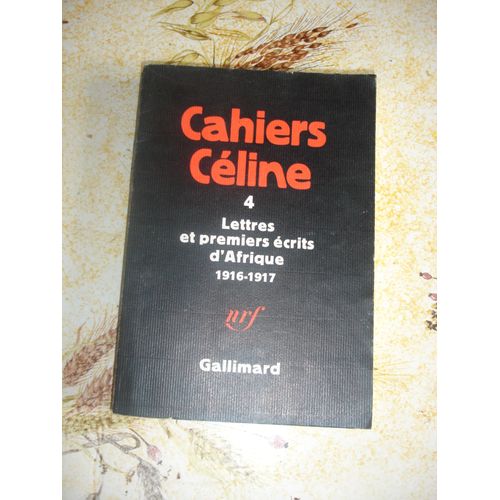 Cahiers
Céline
4
Lettres
et premiers écrits
d'Afrique
1916-1917
nrf
Gallimard